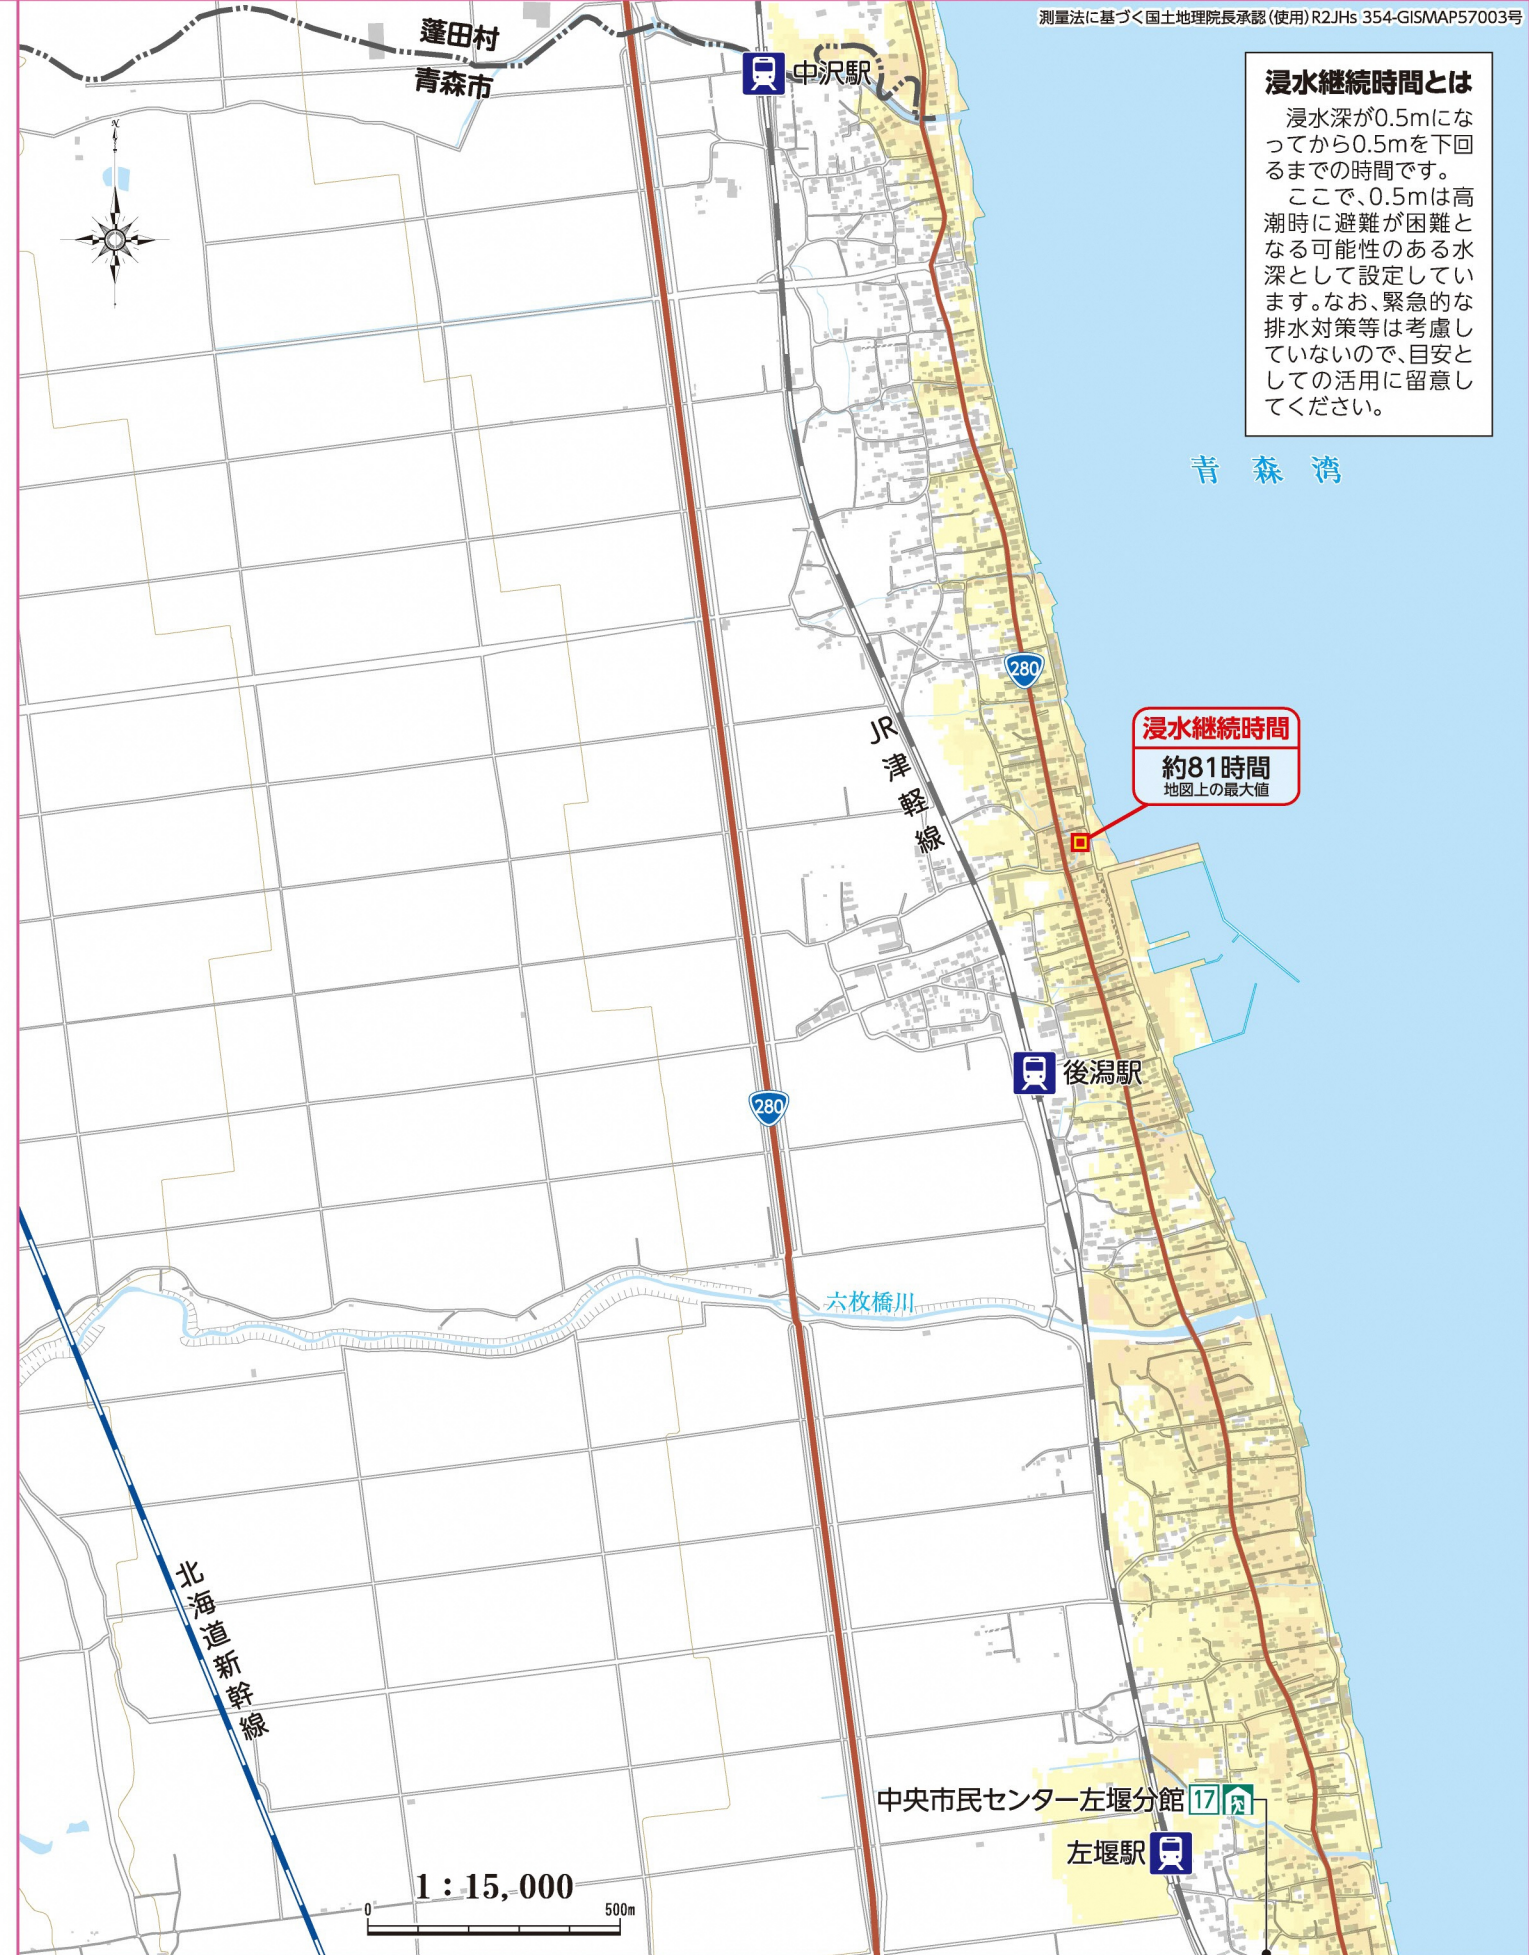 測量法に基づく国土地理院長承認(使用)R2JHs 354-GISMAP57003号
蓬田村
青森市
中沢駅
N
浸水継続時間とは
浸水深が0.5mにな
ってから0.5mを下回
るまでの時間です。
ここで、0.5mは高
潮時に避難が困難と
なる可能性のある水
深として設定してい
ます。なお、緊急的な
排水対策等は考慮し
ていないので、目安と
しての活用に留意し
てください。
青森湾
280
JR津軽線
浸水継続時間
約81時間
地図上の最大値
後潟駅
280
六枚橋川
北海道新幹線
中央市民センター左堰分館 17
左堰駅
1:15,000
0 500m